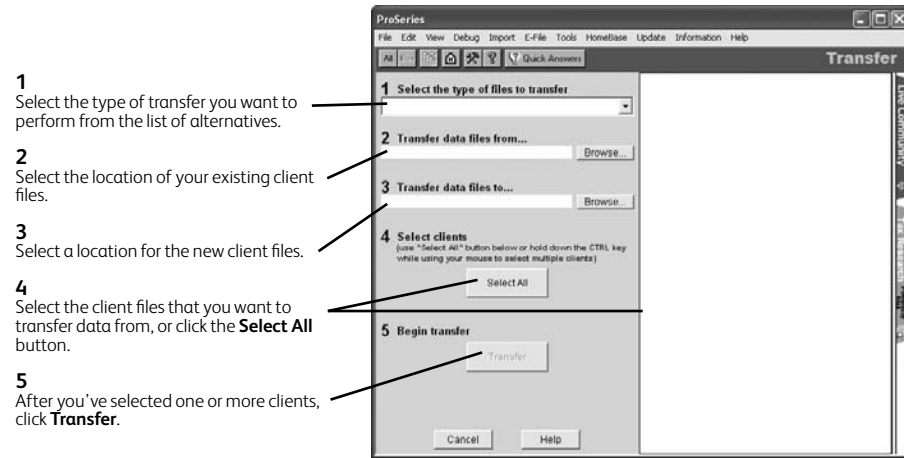 1
Select the type of transfer you want to
perform from the list of alternatives.
2
Select the location of your existing client
files.
3
Select a location for the new client files.
4
Select the client files that you want to
transfer data from, or click the Select All
button.
5
After you've selected one or more clients,
click Transfer.
ProSeries
File Edit View Debug Import E-File Tools HomeBase Update Information Help
All
Quick Answers
Transfer
1 Select the type of files to transfer
2 Transfer data files from...
Browse...
3 Transfer data files to...
Browse...
4 Select clients
(use "Select All" button below or hold down the CTRL key
while using your mouse to select multiple clients)
Select All
5 Begin transfer
Transfer
Cancel Help
Live Community
Tax Research